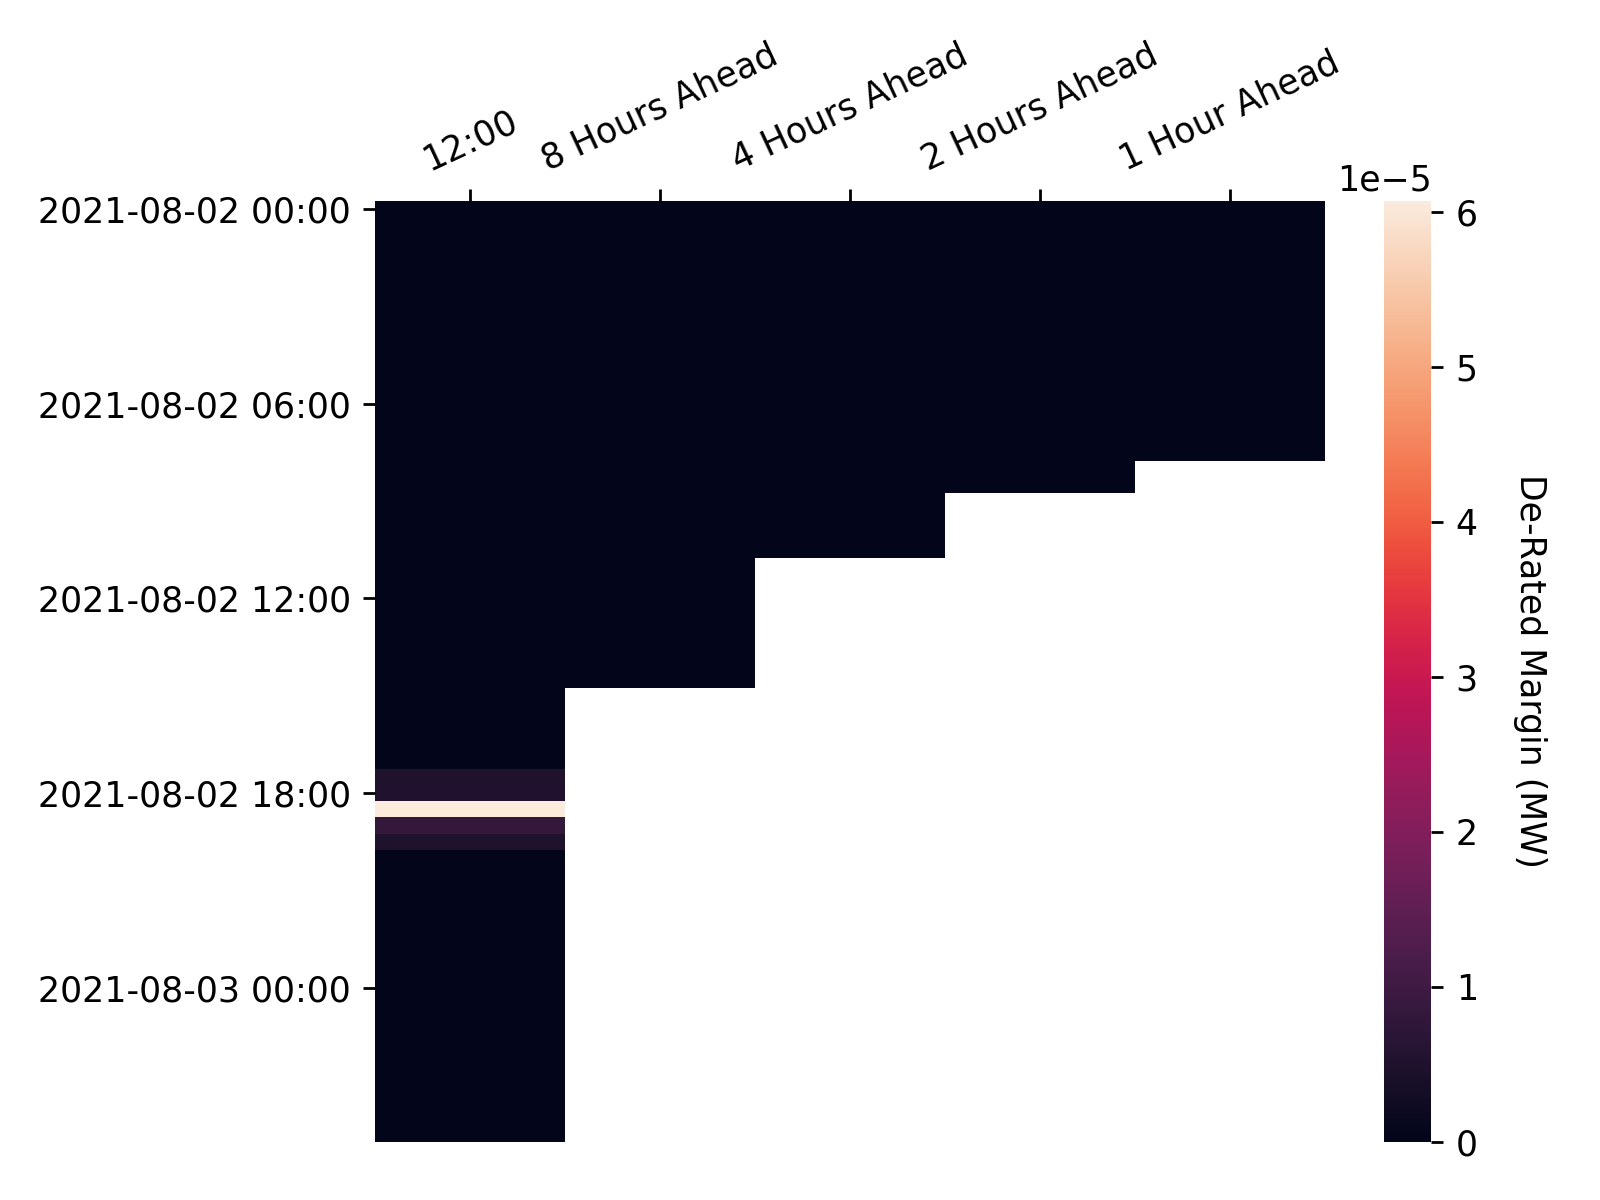 12:00
8 Hours Ahead
4 Hours Ahead
2 Hours Ahead
1 Hour Ahead
1e−5
2021-08-02 00:00
2021-08-02 06:00
2021-08-02 12:00
2021-08-02 18:00
2021-08-03 00:00
6
5
4
3
2
1
0
De-Rated Margin (MW)